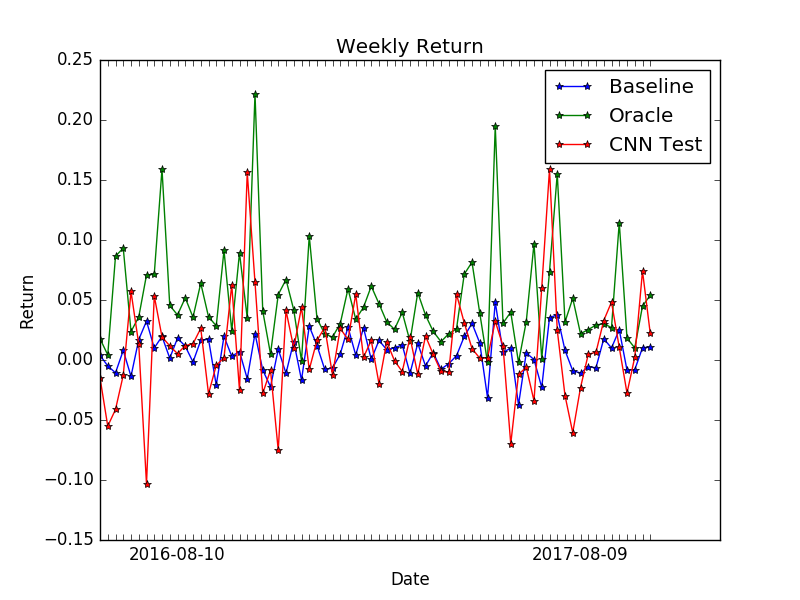 Weekly Return
0.25
0.20
0.15
0.10
0.05
0.00
−0.05
−0.10
−0.15
Return
Baseline
Oracle
CNN Test
2016-08-10
2017-08-09
Date